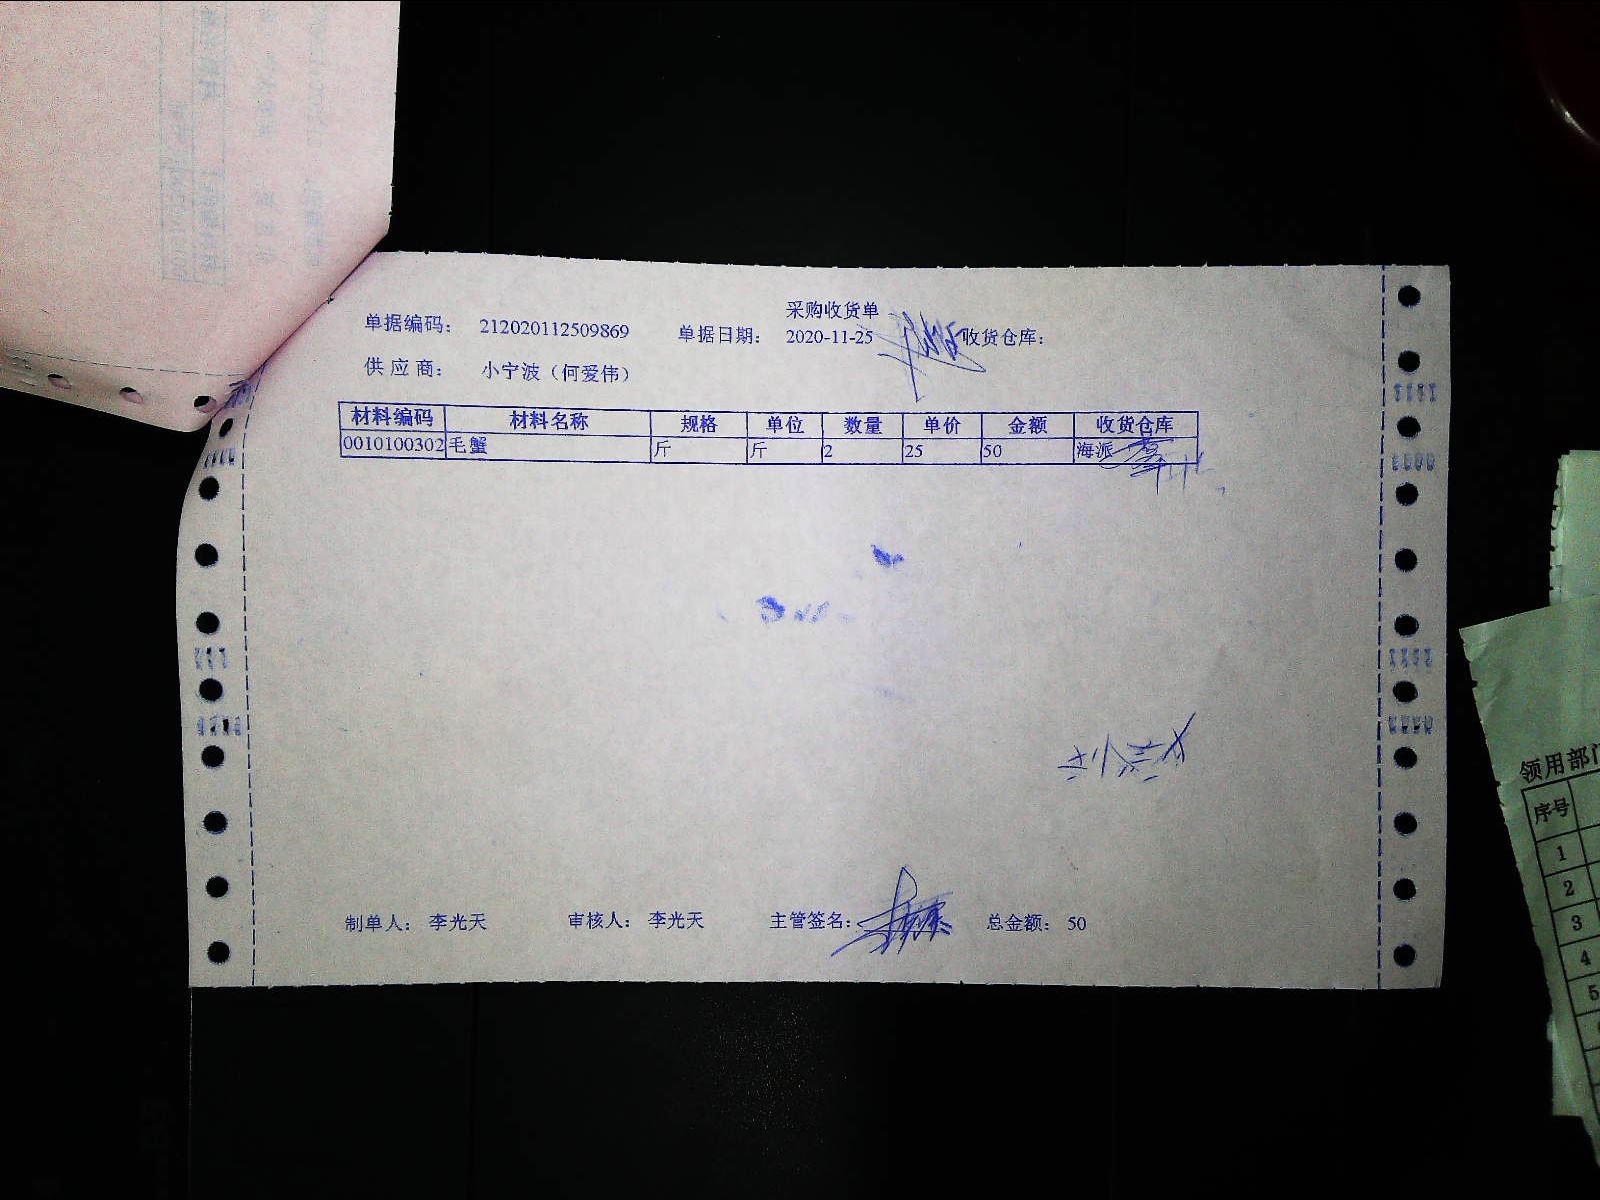 采购收货单
单据编码： 212020112509869 单据日期： 2020-11-25 收货仓库：
供应商： 小宁波（何爱伟）
材料编码 材料名称 规格 单位 数量 单价 金额 收货仓库
0010100302 毛蟹 斤 斤 2 25 50 海派
制单人： 李光天 审核人： 李光天 主管签名： 总金额： 50
领用部门
序号
1
2
3
4
5